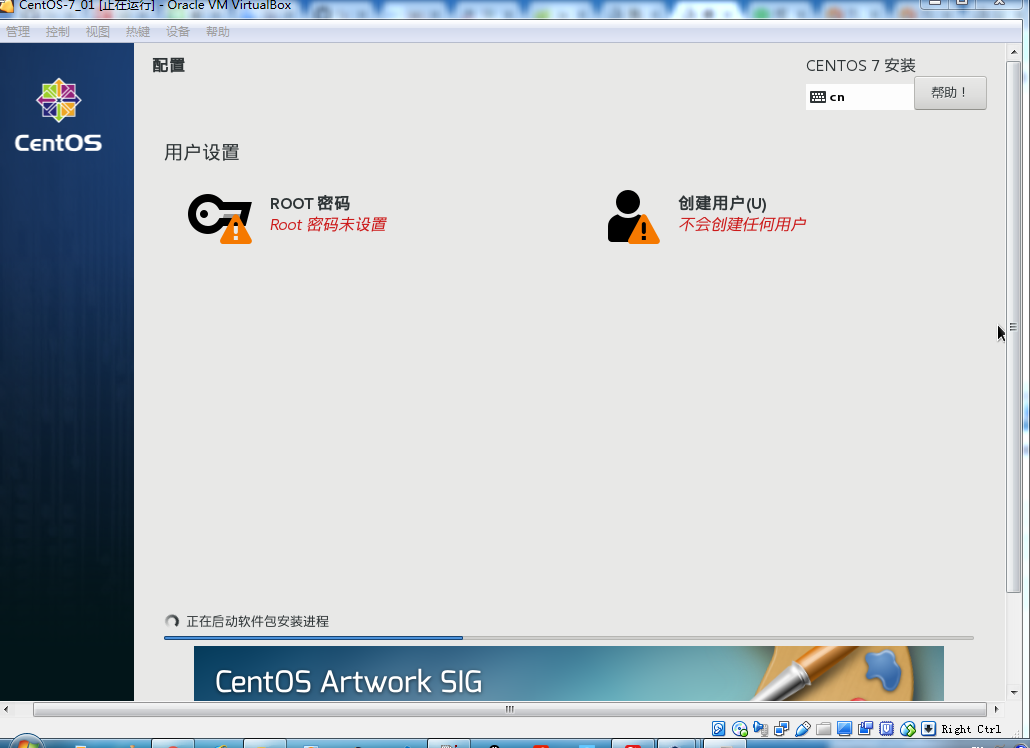 CentOS-7_01 [正在运行] - Oracle VM VirtualBox
管理 控制 视图 热键 设备 帮助
配置
CENTOS 7 安装
cn
帮助！
CentOS
用户设置
ROOT 密码
Root 密码未设置
创建用户(U)
不会创建任何用户
正在启动软件包安装进程
CentOS Artwork SIG
Right Ctrl